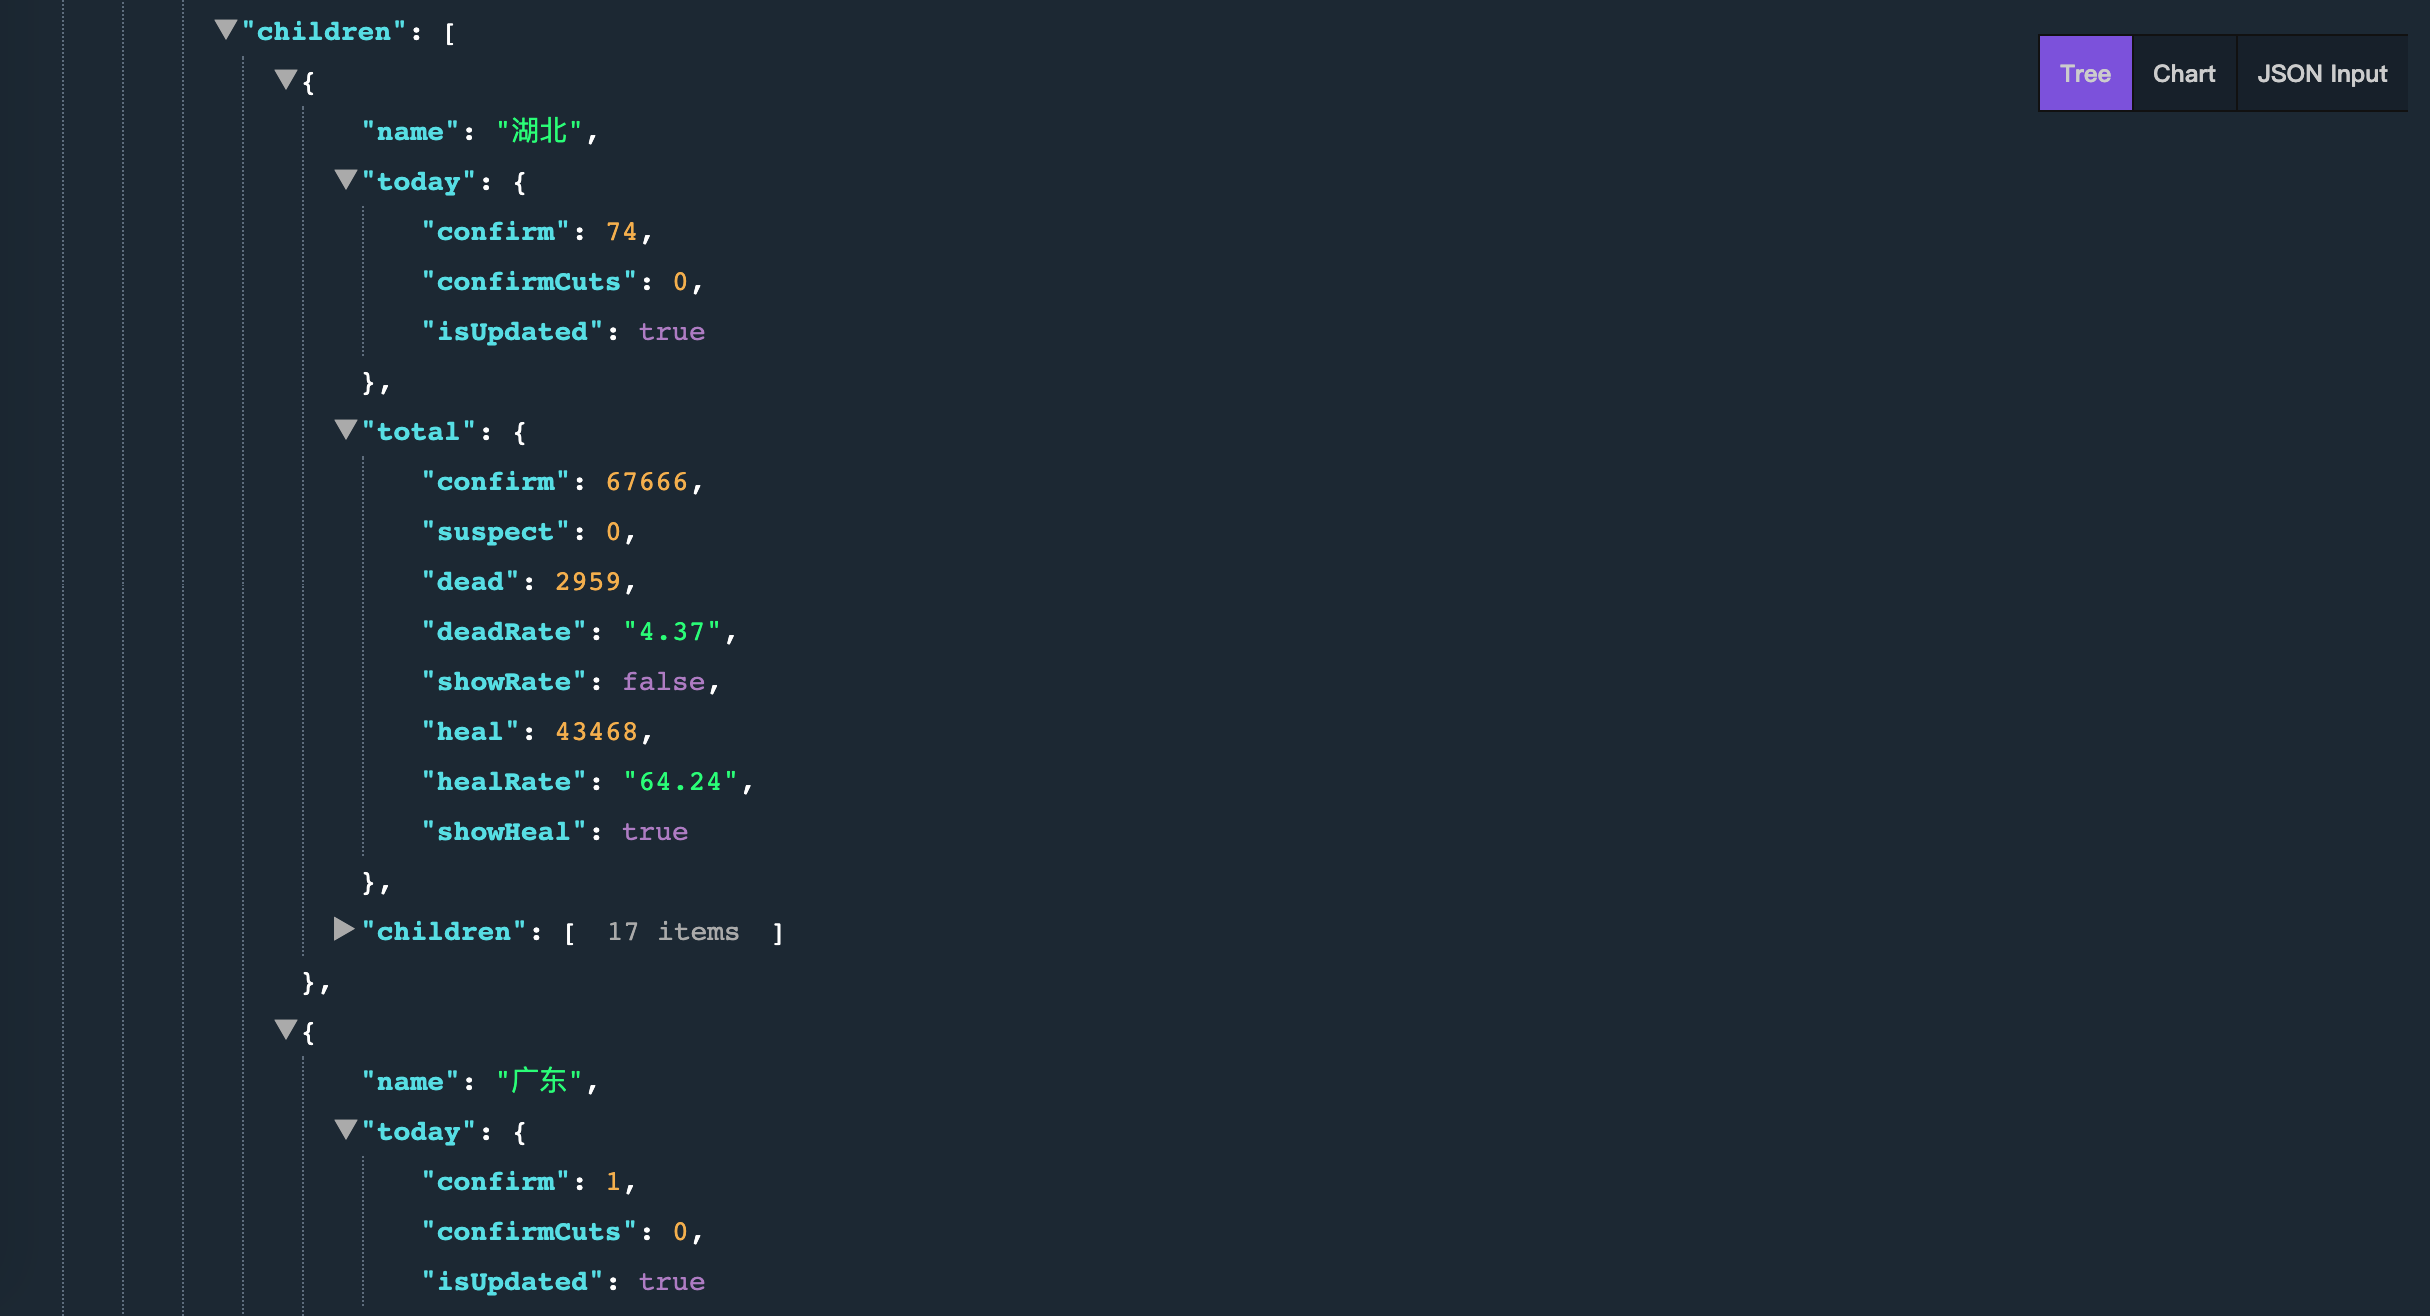 "children": [
Tree Chart JSON Input
{
"name": "湖北",
"today": {
"confirm": 74,
"confirmCuts": 0,
"isUpdated": true
},
"total": {
"confirm": 67666,
"suspect": 0,
"dead": 2959,
"deadRate": "4.37",
"showRate": false,
"heal": 43468,
"healRate": "64.24",
"showHeal": true
},
"children": [ 17 items ]
},
{
"name": "广东",
"today": {
"confirm": 1,
"confirmCuts": 0,
"isUpdated": true